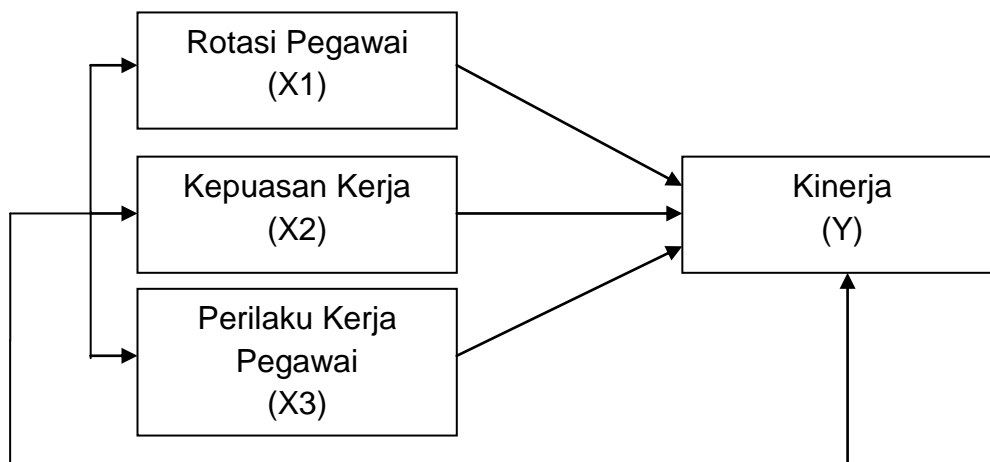 Rotasi Pegawai
(X1)
Kepuasan Kerja
(X2)
Perilaku Kerja
Pegawai
(X3)
Kinerja
(Y)